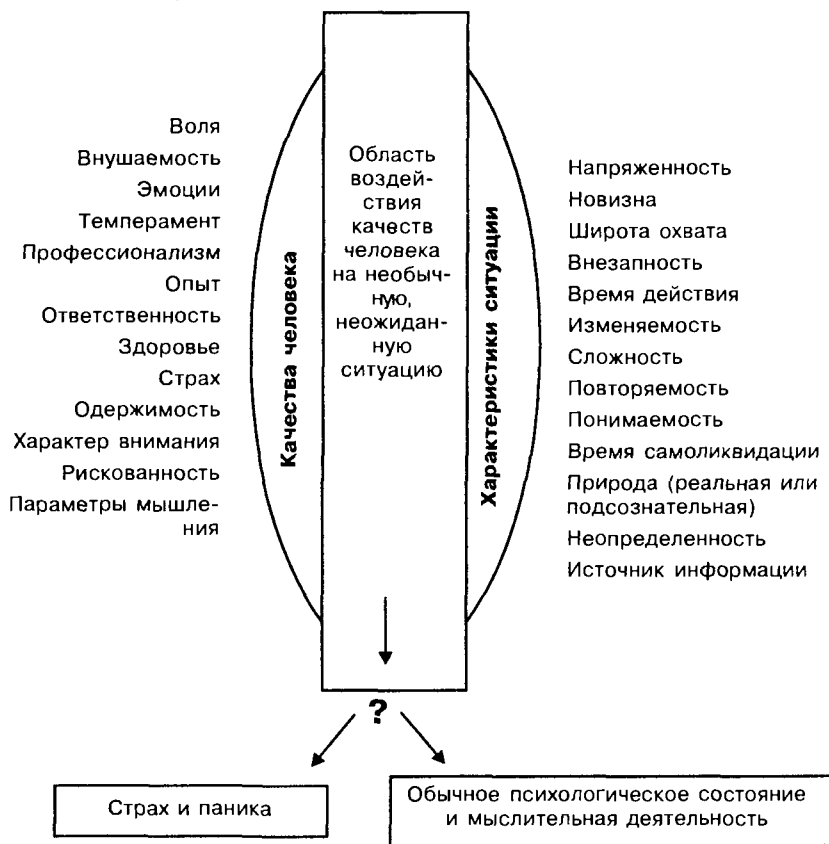 Воля
Внушаемость
Эмоции
Темперамент
Профессионализм
Опыт
Ответственность
Здоровье
Страх
Одержимость
Характер внимания
Рискованность
Параметры мышле-
ния
Качества человека
Область
воздей-
ствия
качеств
человека
на необыч-
ную,
неожидан-
ную
ситуацию
Характеристики ситуации
Напряженность
Новизна
Широта охвата
Внезапность
Время действия
Изменяемость
Сложность
Повторяемость
Понимаемость
Время самоликвидации
Природа (реальная или
подсознательная)
Неопределенность
Источник информации
?
Страх и паника
Обычное психологическое состояние
и мыслительная деятельность